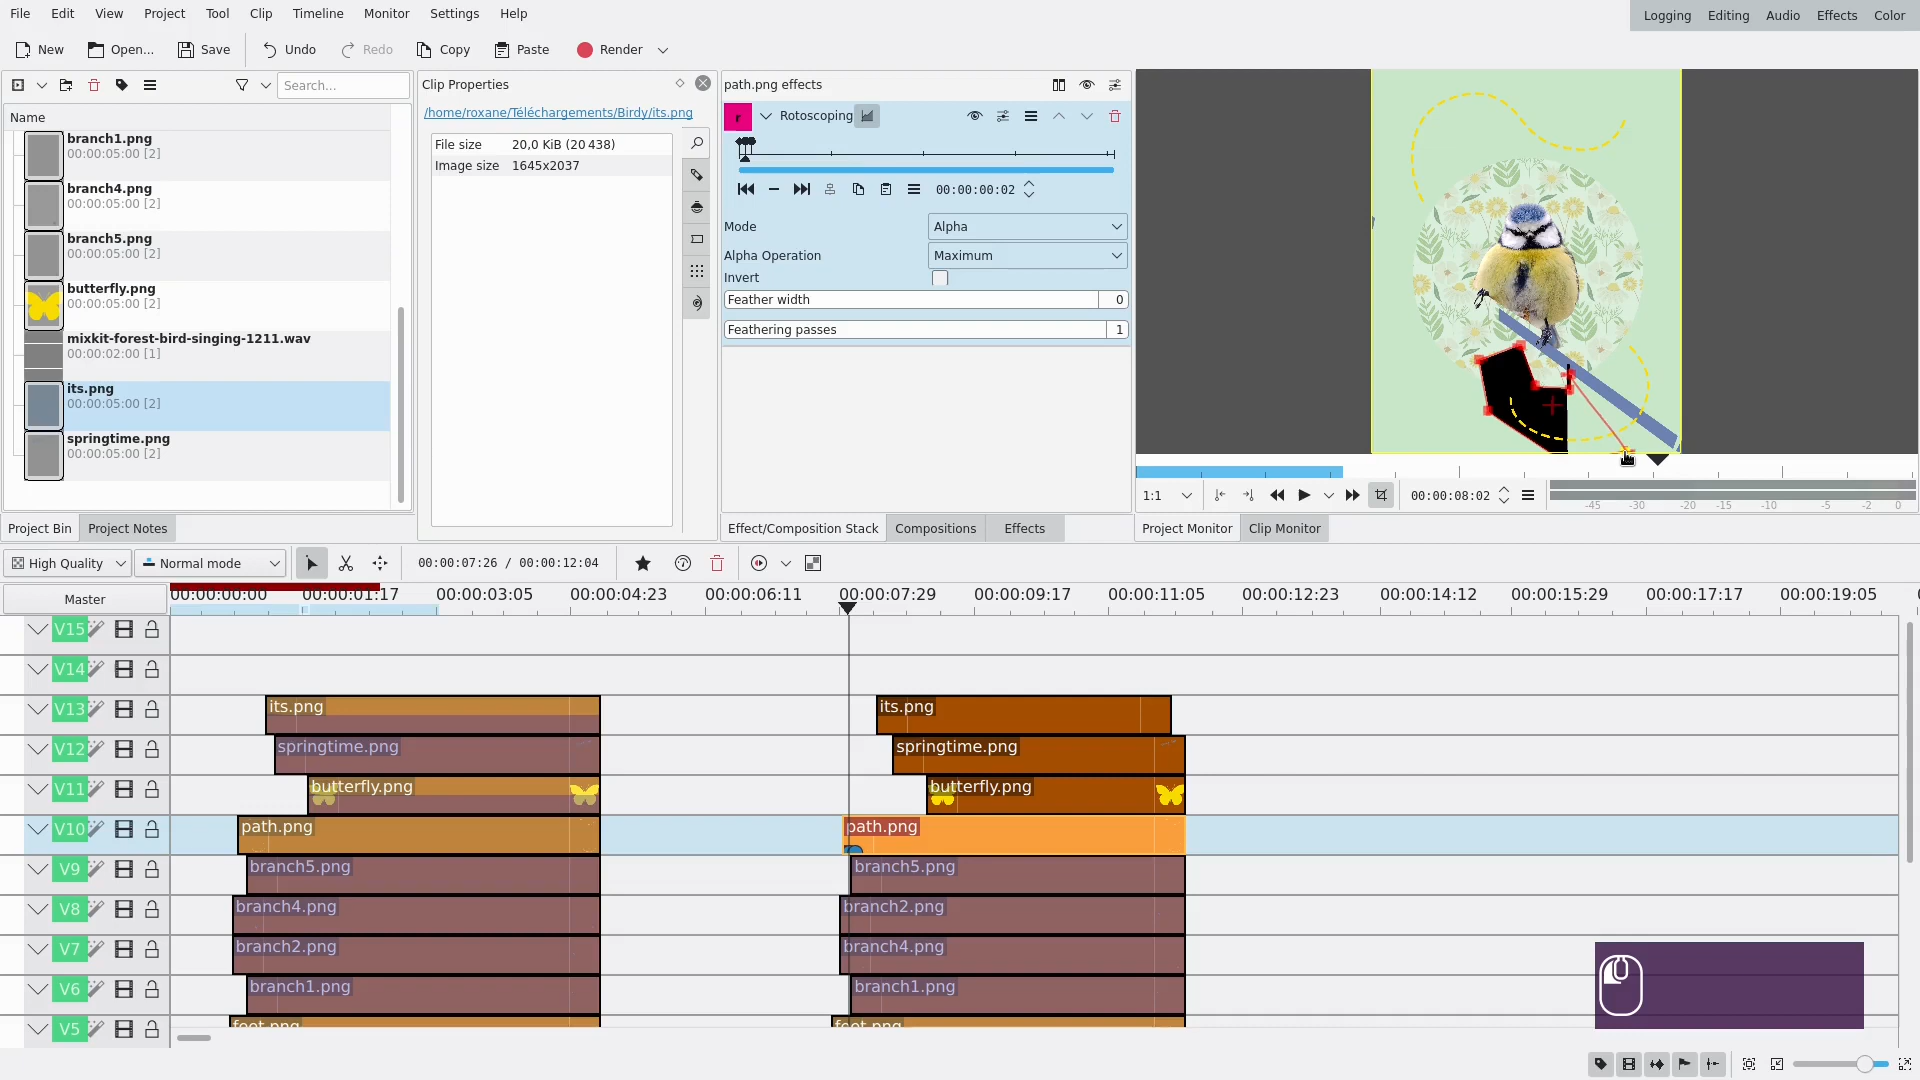 File Edit View Project Tool Clip Timeline Monitor Settings Help
Logging Editing Audio Effects Color
New Open... Save Undo Redo Copy Paste Render
Search...
Name
branch1.png
00:00:05:00 [2]
branch4.png
00:00:05:00 [2]
branch5.png
00:00:05:00 [2]
butterfly.png
00:00:05:00 [2]
mixkit-forest-bird-singing-1211.wav
00:00:02:00 [1]
its.png
00:00:05:00 [2]
springtime.png
00:00:05:00 [2]
Project Bin Project Notes
Clip Properties
/home/roxane/Téléchargements/Birdy/its.png
File size 20,0 KiB (20 438)
Image size 1645x2037
path.png effects
r Rotoscoping
00:00:00:02
Mode Alpha
Alpha Operation Maximum
Invert
Feather width 0
Feathering passes 1
Effect/Composition Stack Compositions Effects
1:1 00:00:08:02
-45 -30 -20 -15 -10 -5 -2 0
Project Monitor Clip Monitor
High Quality Normal mode 00:00:07:26 / 00:00:12:04
Master 00:00:00:00 00:00:01:17 00:00:03:05 00:00:04:23 00:00:06:11 00:00:07:29 00:00:09:17 00:00:11:05 00:00:12:23 00:00:14:12 00:00:15:29 00:00:17:17 00:00:19:05
V15
V14
V13 its.png its.png
V12 springtime.png springtime.png
V11 butterfly.png butterfly.png
V10 path.png path.png
V9 branch5.png branch5.png
V8 branch4.png branch2.png
V7 branch2.png branch4.png
V6 branch1.png branch1.png
V5 foot.png foot.png